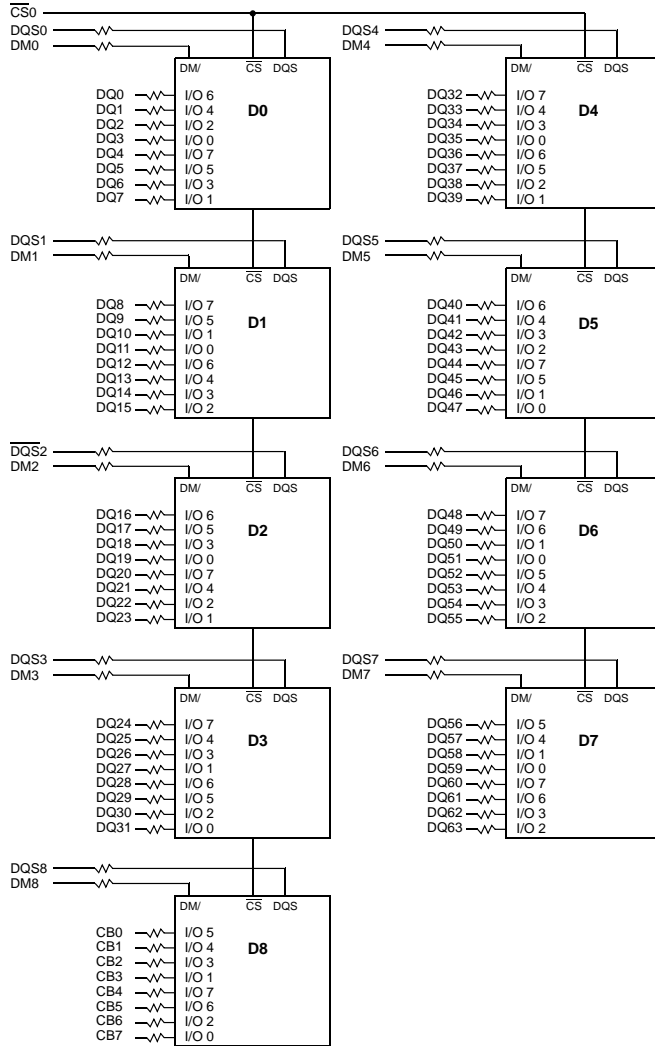 CS0
DQS0
DM0
DM/ CS DQS
D0
DQ0 I/O 6
DQ1 I/O 4
DQ2 I/O 2
DQ3 I/O 0
DQ4 I/O 7
DQ5 I/O 5
DQ6 I/O 3
DQ7 I/O 1
DQS1
DM1
DM/ CS DQS
D1
DQ8 I/O 7
DQ9 I/O 5
DQ10 I/O 1
DQ11 I/O 0
DQ12 I/O 6
DQ13 I/O 4
DQ14 I/O 3
DQ15 I/O 2
DQS2
DM2
DM/ CS DQS
D2
DQ16 I/O 6
DQ17 I/O 5
DQ18 I/O 3
DQ19 I/O 0
DQ20 I/O 7
DQ21 I/O 4
DQ22 I/O 2
DQ23 I/O 1
DQS3
DM3
DM/ CS DQS
D3
DQ24 I/O 7
DQ25 I/O 4
DQ26 I/O 3
DQ27 I/O 1
DQ28 I/O 6
DQ29 I/O 5
DQ30 I/O 2
DQ31 I/O 0
DQS8
DM8
DM/ CS DQS
D8
CB0 I/O 5
CB1 I/O 4
CB2 I/O 3
CB3 I/O 1
CB4 I/O 7
CB5 I/O 6
CB6 I/O 2
CB7 I/O 0
DQS4
DM4
DM/ CS DQS
D4
DQ32 I/O 7
DQ33 I/O 4
DQ34 I/O 3
DQ35 I/O 0
DQ36 I/O 6
DQ37 I/O 5
DQ38 I/O 2
DQ39 I/O 1
DQS5
DM5
DM/ CS DQS
D5
DQ40 I/O 6
DQ41 I/O 4
DQ42 I/O 3
DQ43 I/O 2
DQ44 I/O 7
DQ45 I/O 5
DQ46 I/O 1
DQ47 I/O 0
DQS6
DM6
DM/ CS DQS
D6
DQ48 I/O 7
DQ49 I/O 6
DQ50 I/O 1
DQ51 I/O 0
DQ52 I/O 5
DQ53 I/O 4
DQ54 I/O 3
DQ55 I/O 2
DQS7
DM7
DM/ CS DQS
D7
DQ56 I/O 5
DQ57 I/O 4
DQ58 I/O 1
DQ59 I/O 0
DQ60 I/O 7
DQ61 I/O 6
DQ62 I/O 3
DQ63 I/O 2